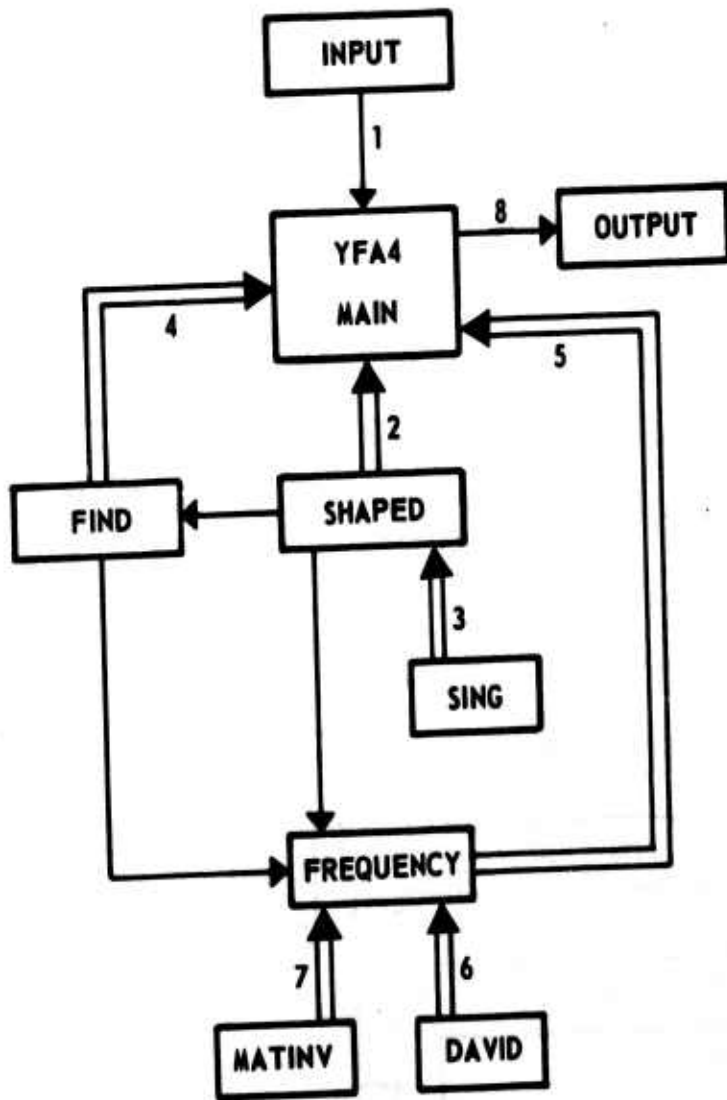 INPUT
1
YFA4
MAIN
8
OUTPUT
4
5
2
FIND
SHAPED
3
SING
FREQUENCY
7
6
MATINV
DAVID